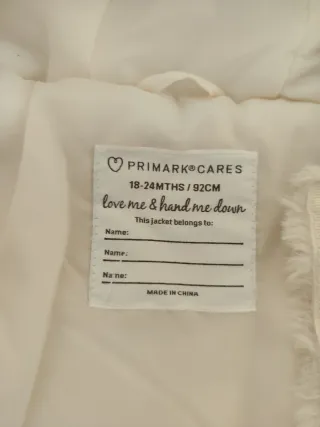 PRIMARK®CARES
18-24MTHS / 92CM
love me & hand me down
This jacket belongs to:
Name:
Name:
Name:
MADE IN CHINA